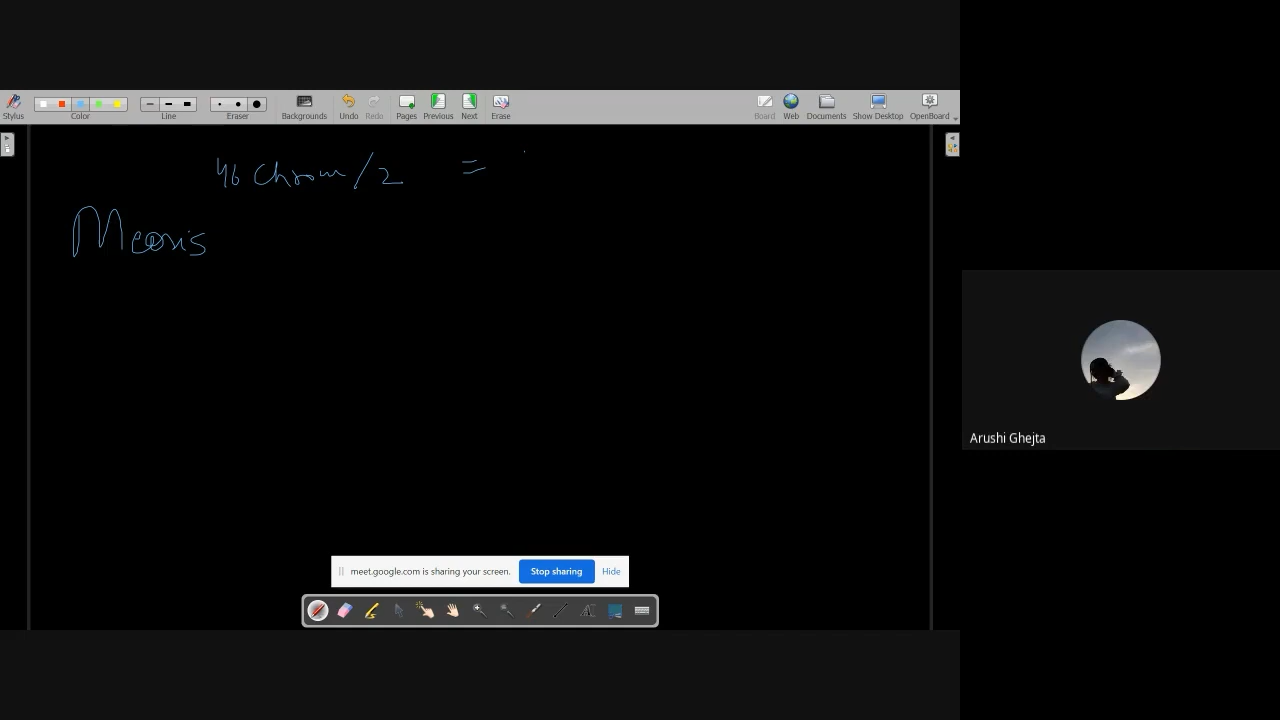 Stylus Color Line Eraser Backgrounds Undo Redo Pages Previous Next Erase Board Web Documents Show Desktop OpenBoard
46 Chrom/2 =
Meosis
Arushi Ghejta
meet.google.com is sharing your screen. Stop sharing Hide